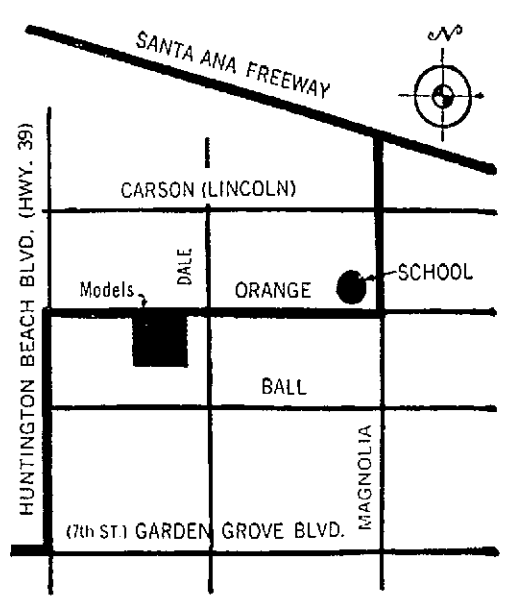 N
SANTA ANA FREEWAY
CARSON (LINCOLN)
HUNTINGTON BEACH BLVD. (HWY. 39)
DALE
SCHOOL
Models
ORANGE
BALL
MAGNOLIA
(7th ST.) GARDEN GROVE BLVD.